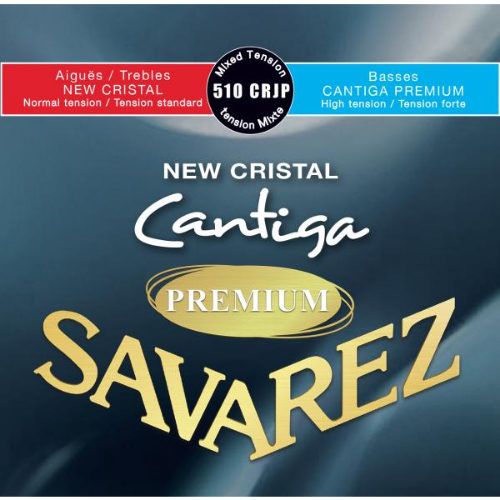 Aiguës / Trebles
NEW CRISTAL
Normal tension / Tension standard
Mixed Tension
510 CRJP
tension Mixte
Basses
CANTIGA PREMIUM
High tension / Tension forte
NEW CRISTAL
Cantiga
PREMIUM
SAVAREZ